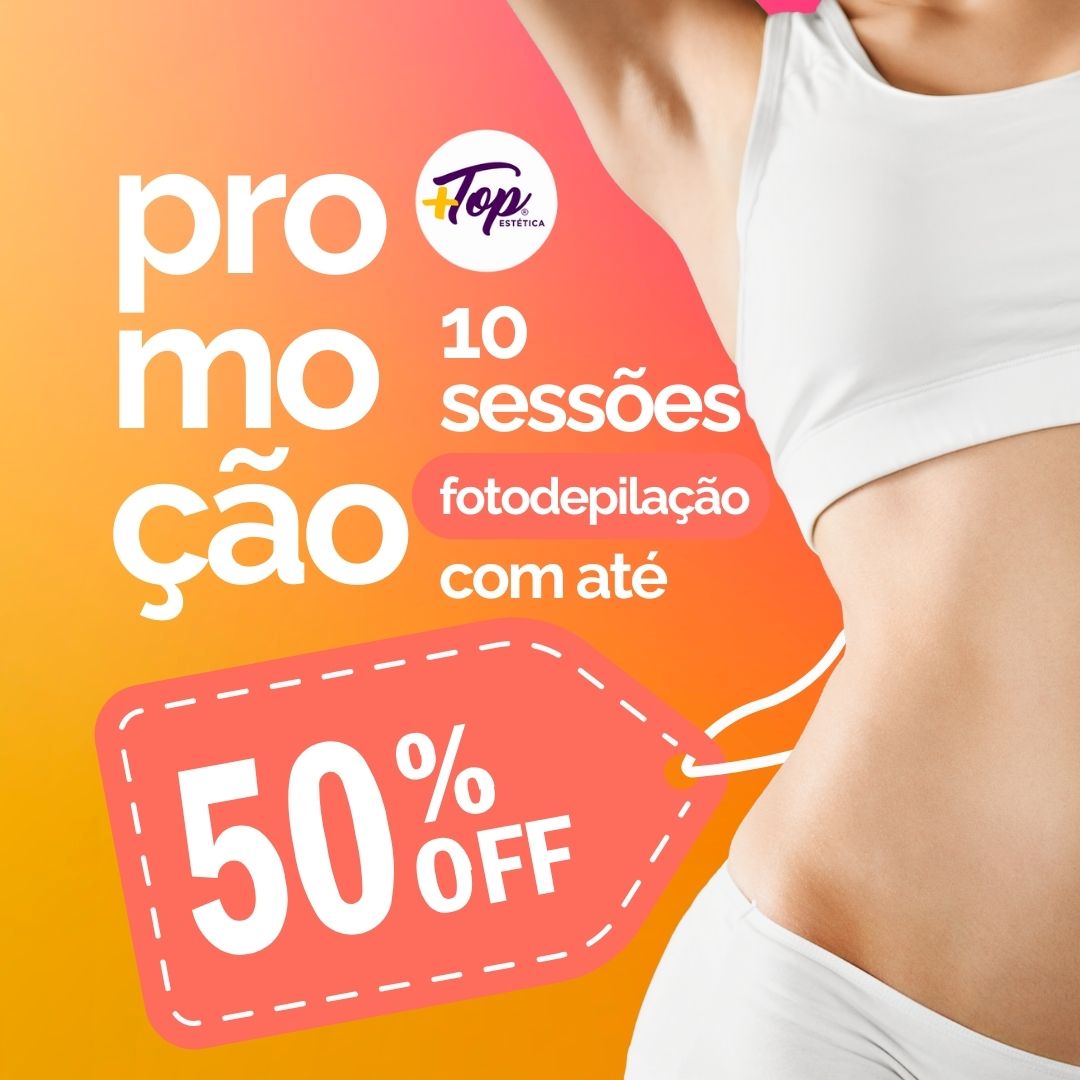 pro
mo
ção
+Top®
ESTÉTICA
10
sessões
fotodepilação
com até
50%
OFF